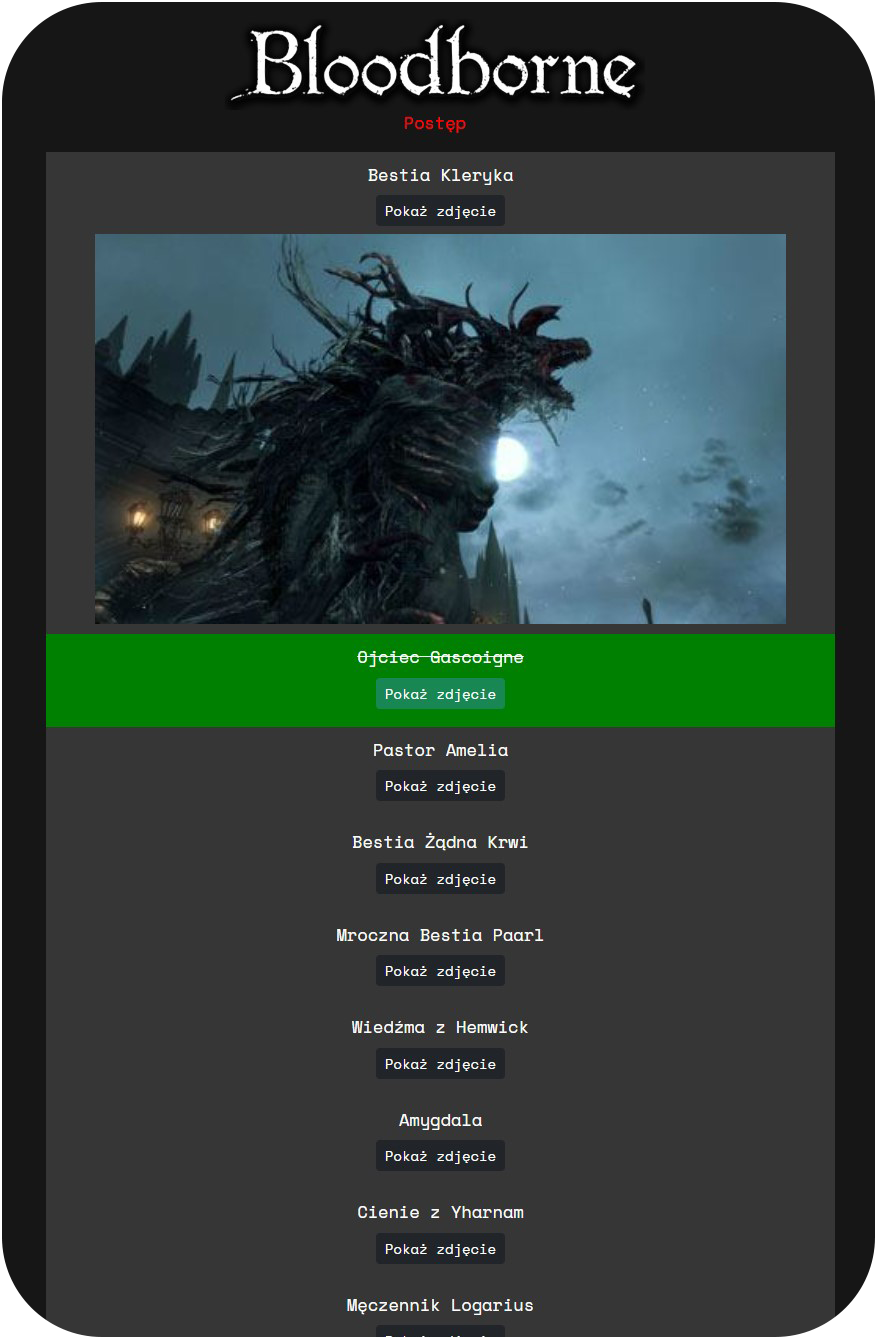 Bloodborne
Postęp
Bestia Kleryka
Pokaż zdjęcie
Ojciec Gascoigne
Pokaż zdjęcie
Pastor Amelia
Pokaż zdjęcie
Bestia Żądna Krwi
Pokaż zdjęcie
Mroczna Bestia Paarl
Pokaż zdjęcie
Wiedźma z Hemwick
Pokaż zdjęcie
Amygdala
Pokaż zdjęcie
Cienie z Yharnam
Pokaż zdjęcie
Męczennik Logarius